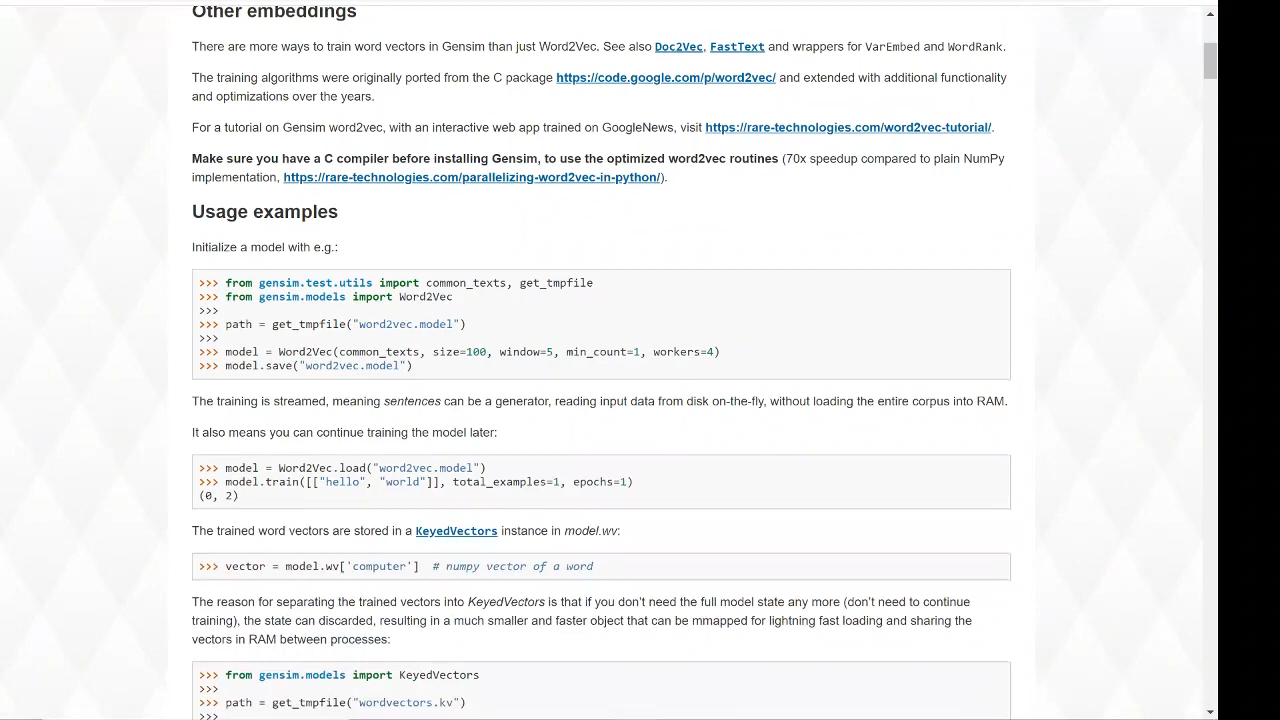 Other embeddings
There are more ways to train word vectors in Gensim than just Word2Vec. See also Doc2Vec, FastText and wrappers for VarEmbed and WordRank.
The training algorithms were originally ported from the C package https://code.google.com/p/word2vec/ and extended with additional functionality
and optimizations over the years.
For a tutorial on Gensim word2vec, with an interactive web app trained on GoogleNews, visit https://rare-technologies.com/word2vec-tutorial/.
Make sure you have a C compiler before installing Gensim, to use the optimized word2vec routines (70x speedup compared to plain NumPy
implementation, https://rare-technologies.com/parallelizing-word2vec-in-python/).
Usage examples
Initialize a model with e.g.:
>>> from gensim.test.utils import common_texts, get_tmpfile
>>> from gensim.models import Word2Vec
>>>
>>> path = get_tmpfile("word2vec.model")
>>>
>>> model = Word2Vec(common_texts, size=100, window=5, min_count=1, workers=4)
>>> model.save("word2vec.model")
The training is streamed, meaning sentences can be a generator, reading input data from disk on-the-fly, without loading the entire corpus into RAM.
It also means you can continue training the model later:
>>> model = Word2Vec.load("word2vec.model")
>>> model.train([["hello", "world"]], total_examples=1, epochs=1)
(0, 2)
The trained word vectors are stored in a KeyedVectors instance in model.wv:
>>> vector = model.wv['computer']  # numpy vector of a word
The reason for separating the trained vectors into KeyedVectors is that if you don't need the full model state any more (don't need to continue
training), the state can discarded, resulting in a much smaller and faster object that can be mmapped for lightning fast loading and sharing the
vectors in RAM between processes:
>>> from gensim.models import KeyedVectors
>>>
>>> path = get_tmpfile("wordvectors.kv")
>>>